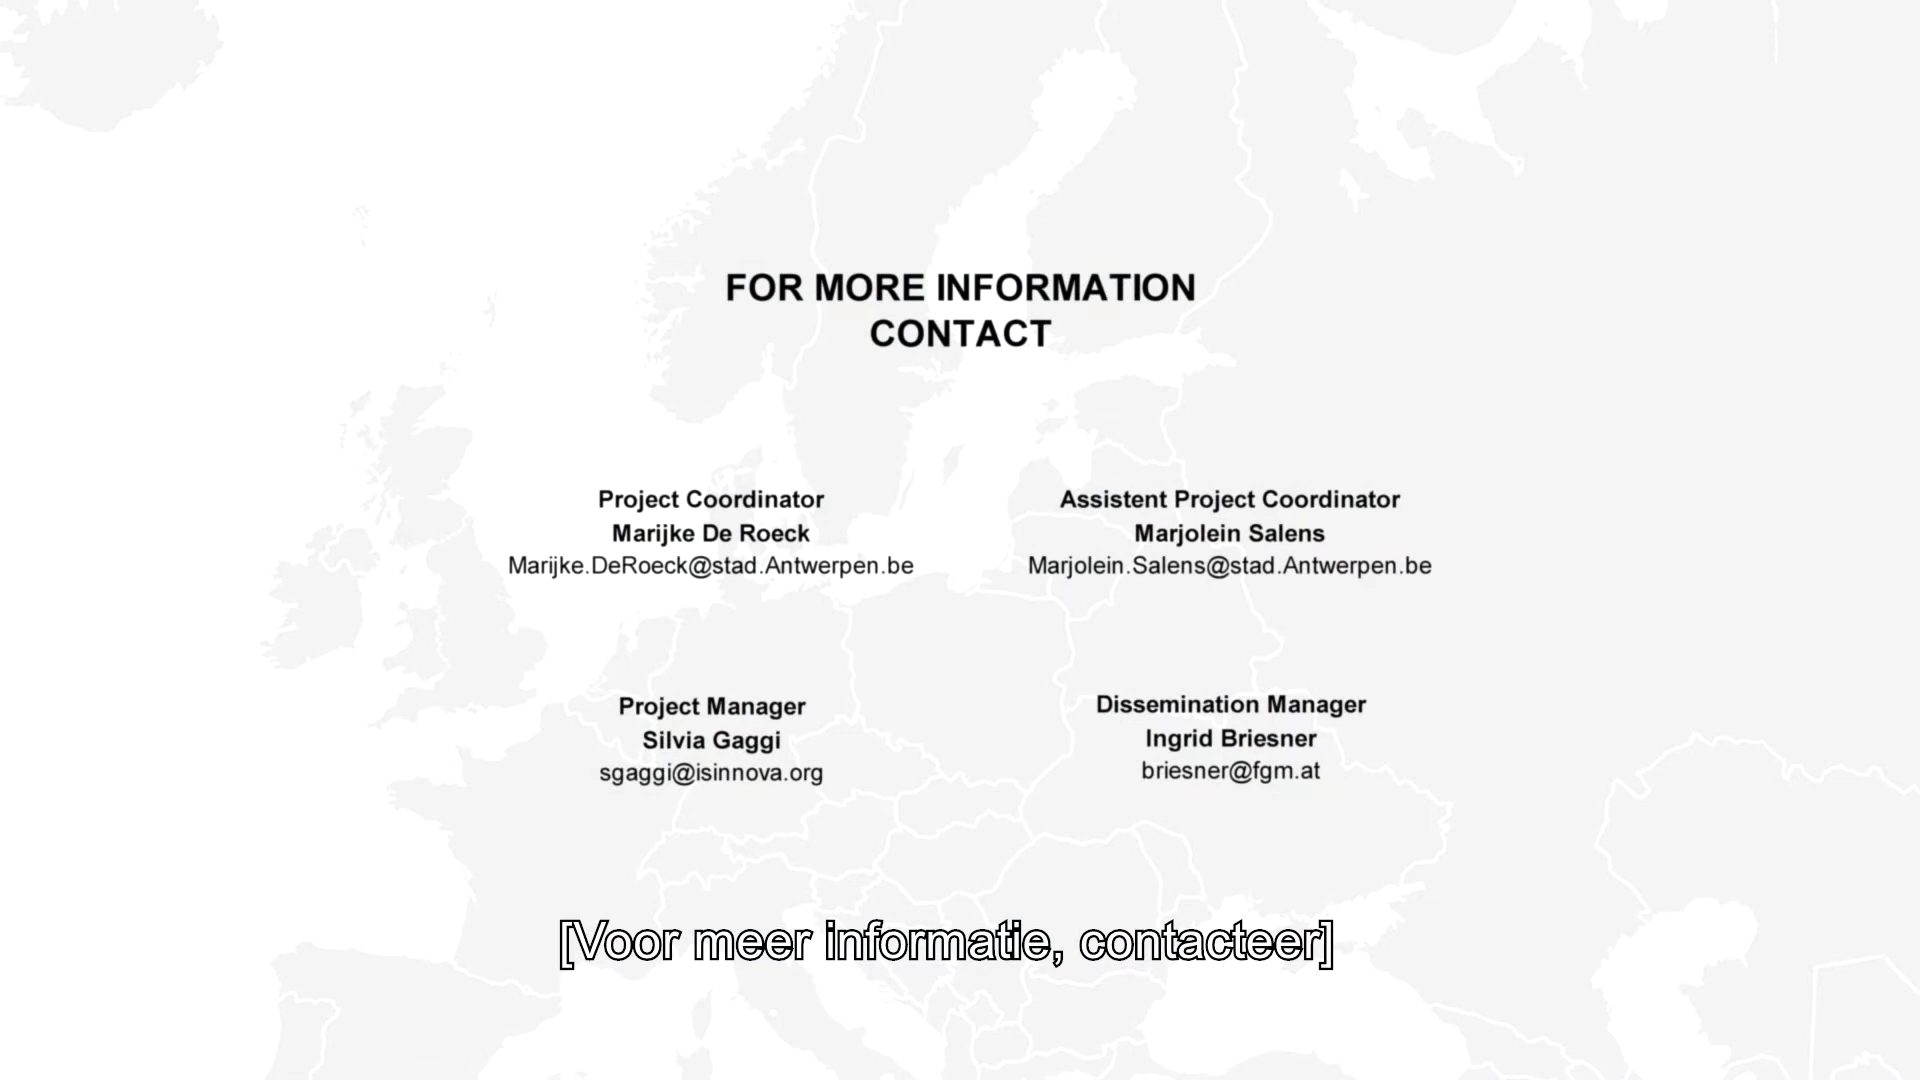 FOR MORE INFORMATION
CONTACT
Project Coordinator
Marijke De Roeck
Marijke.DeRoeck@stad.Antwerpen.be
Assistent Project Coordinator
Marjolein Salens
Marjolein.Salens@stad.Antwerpen.be
Project Manager
Silvia Gaggi
sgaggi@isinnova.org
Dissemination Manager
Ingrid Briesner
briesner@fgm.at
[Voor meer informatie, contacteer]